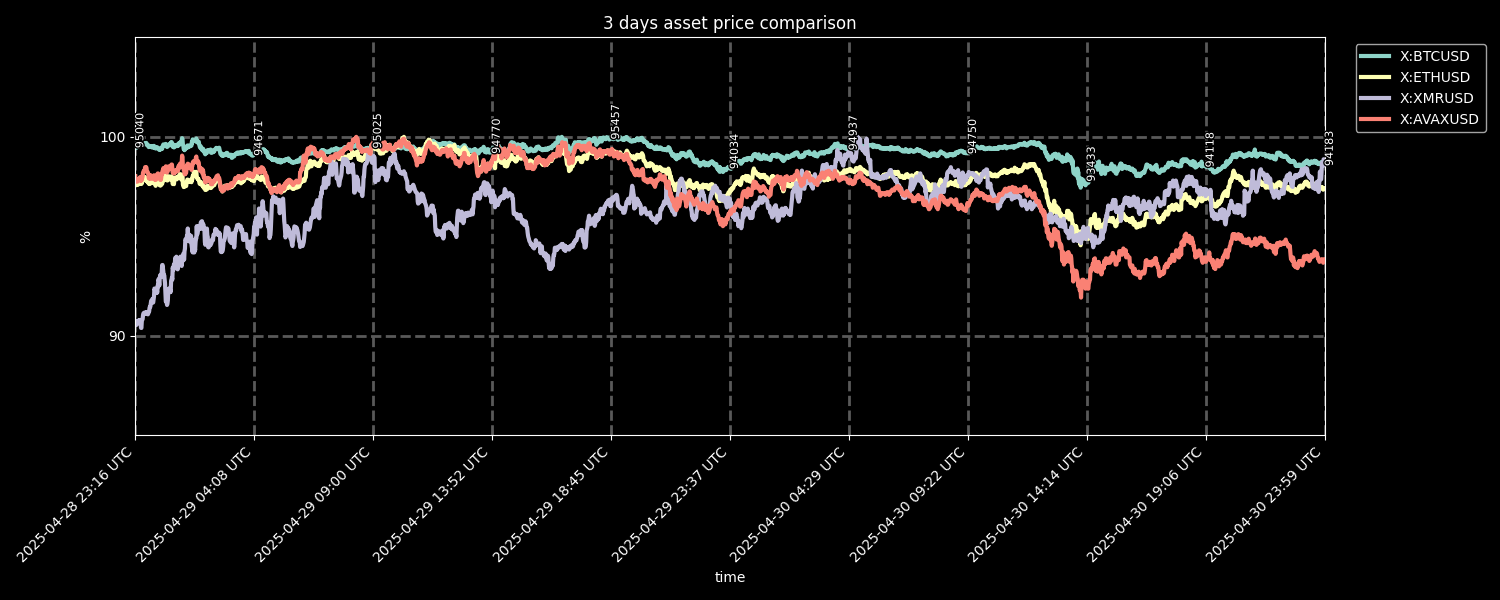 3 days asset price comparison
X:BTCUSD
X:ETHUSD
X:XMRUSD
X:AVAXUSD
100
90
%
95040
94671
95025
94770
95457
94034
94937
94750
93433
94118
94183
2025-04-28 23:16 UTC
2025-04-29 04:08 UTC
2025-04-29 09:00 UTC
2025-04-29 13:52 UTC
2025-04-29 18:45 UTC
2025-04-29 23:37 UTC
2025-04-30 04:29 UTC
2025-04-30 09:22 UTC
2025-04-30 14:14 UTC
2025-04-30 19:06 UTC
2025-04-30 23:59 UTC
time